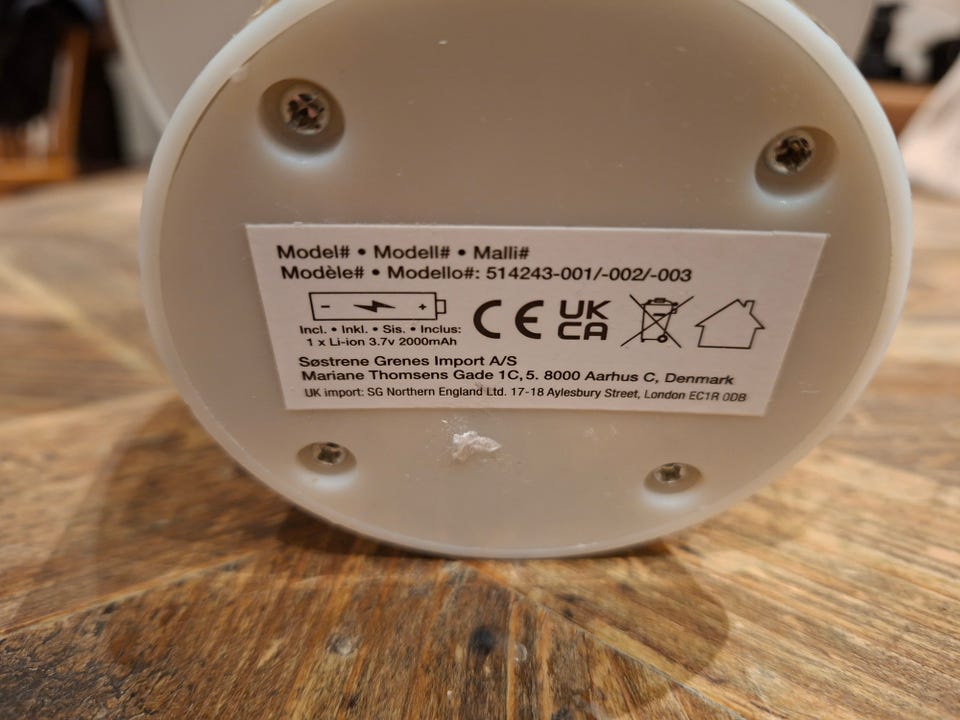 Model# • Modell# • Malli#
Modèle# • Modello#: 514243-001/-002/-003
- +
CE UK CA
Incl. • Inkl. • Sis. • Inclus:
1 x Li-ion 3.7v 2000mAh
Søstrene Grenes Import A/S
Mariane Thomsens Gade 1C, 5. 8000 Aarhus C, Denmark
UK import: SG Northern England Ltd. 17-18 Aylesbury Street, London EC1R 0DB